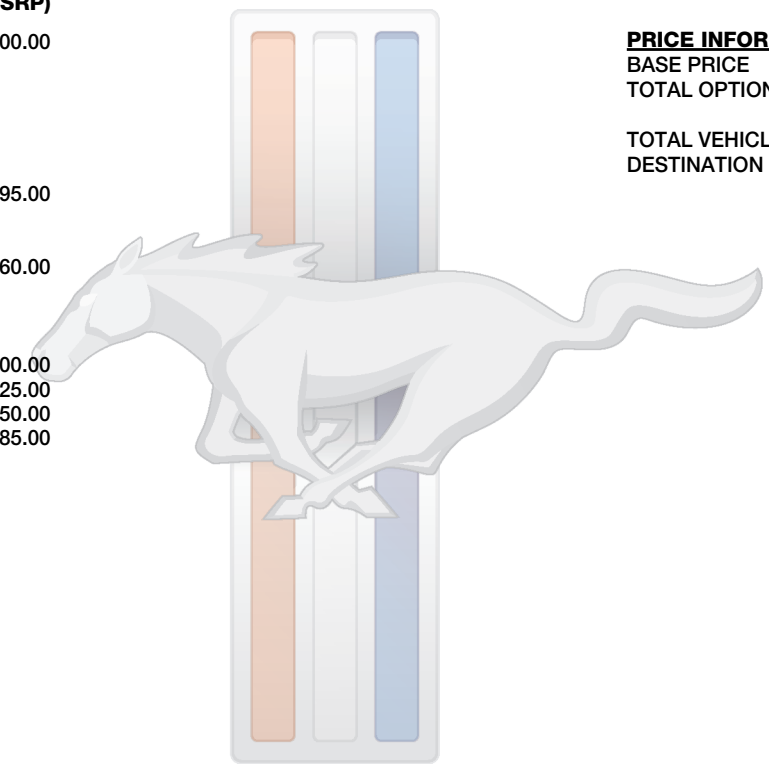 SRP)
00.00
95.00
60.00
00.00
25.00
50.00
85.00
PRICE INFOR
BASE PRICE
TOTAL OPTION
TOTAL VEHICL
DESTINATION